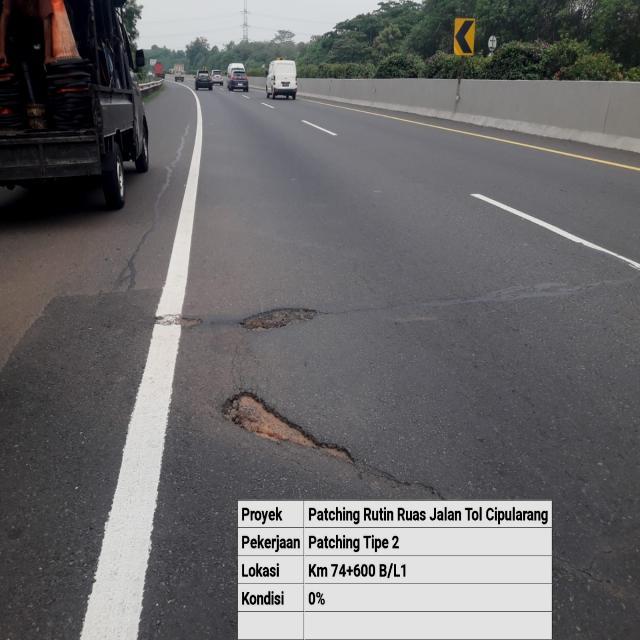 Proyek Patching Rutin Ruas Jalan Tol Cipularang
Pekerjaan Patching Tipe 2
Lokasi Km 74+600 B/L1
Kondisi 0%